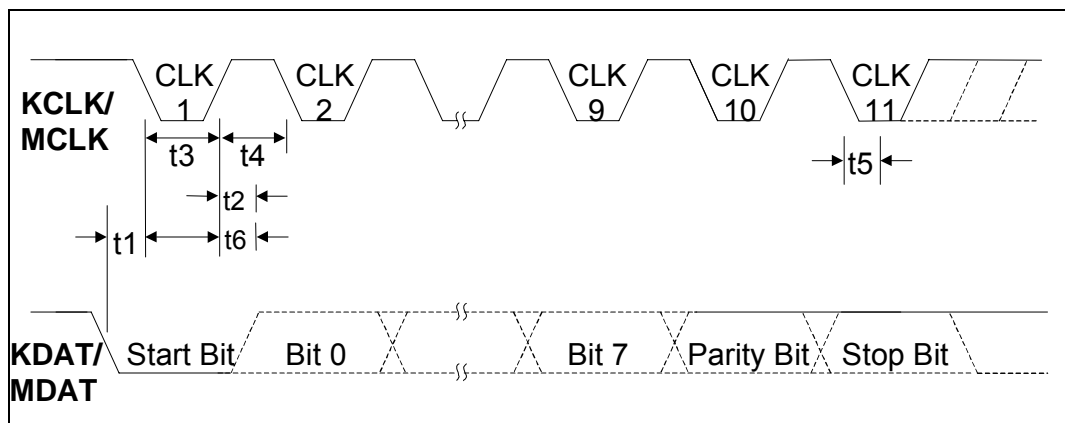 KCLK/
MCLK
CLK
1
CLK
2
CLK
9
CLK
10
CLK
11
t3
t4
t5
t2
t1
t6
KDAT/
MDAT
Start Bit
Bit 0
Bit 7
Parity Bit
Stop Bit